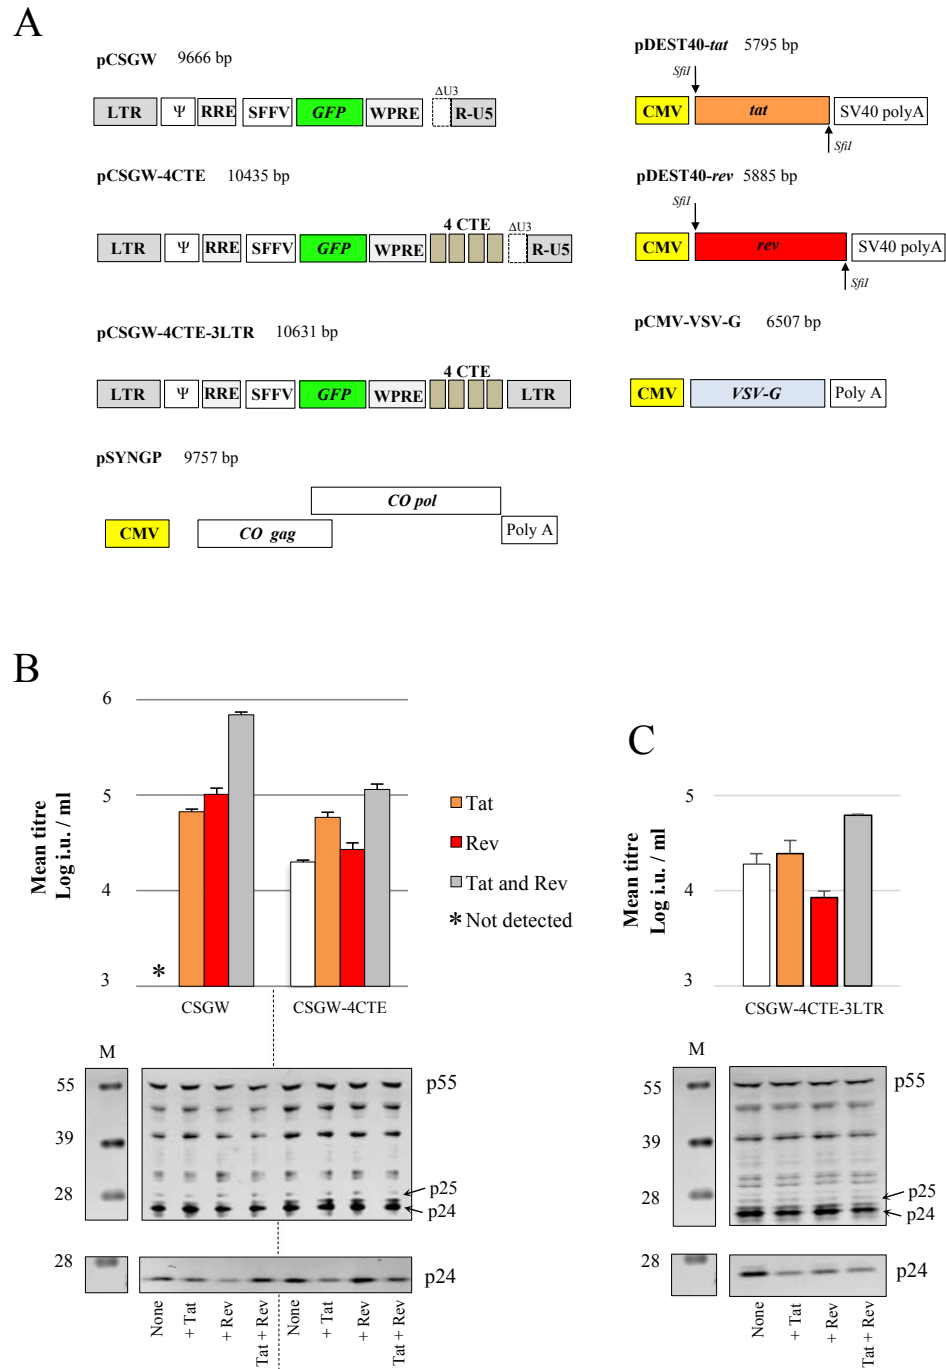 A
pCSGW 9666 bp
LTR Ψ RRE SFFV GFP WPRE ΔU3 R-U5
pCSGW-4CTE 10435 bp
4 CTE
LTR Ψ RRE SFFV GFP WPRE ΔU3 R-U5
pCSGW-4CTE-3LTR 10631 bp
4 CTE
LTR Ψ RRE SFFV GFP WPRE LTR
pSYNGP 9757 bp
CO pol
CMV CO gag Poly A
pDEST40-tat 5795 bp
SfiI
CMV tat SV40 polyA
SfiI
pDEST40-rev 5885 bp
SfiI
CMV rev SV40 polyA
SfiI
pCMV-VSV-G 6507 bp
CMV VSV-G Poly A
B
Mean titre
Log i.u. / ml
6
5
4
3
*
CSGW CSGW-4CTE
Tat
Rev
Tat and Rev
* Not detected
M
55
39
28
p55
p25
p24
28
p24
None + Tat + Rev Tat + Rev None + Tat + Rev Tat + Rev
C
Mean titre
Log i.u. / ml
5
4
3
CSGW-4CTE-3LTR
M
55
39
28
p55
p25
p24
28
p24
None + Tat + Rev Tat + Rev